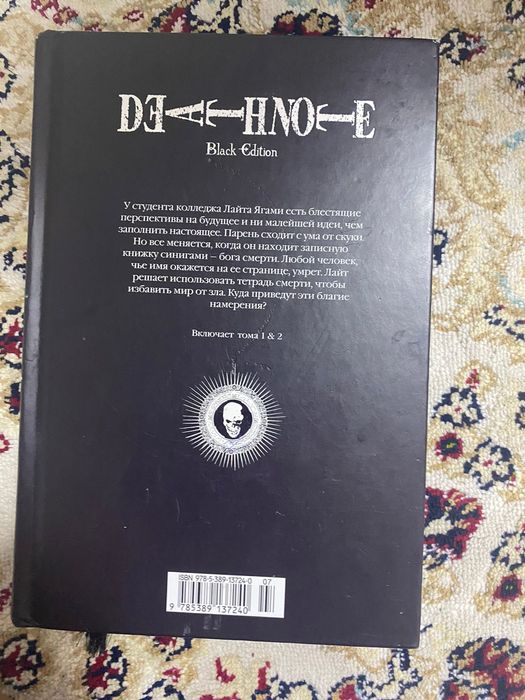 DEATH NOTE
Black Edition
У студента колледжа Лайта Ягами есть блестящие
перспективы на будущее и ни малейшей идеи, чем
заполнить настоящее. Парень сходит с ума от скуки.
Но все меняется, когда он находит записную
книжку синигами – бога смерти. Любой человек,
чье имя окажется на ее странице, умрет. Лайт
решает использовать тетрадь смерти, чтобы
избавить мир от зла. Куда приведут эти благие
намерения?
Включает тома 1 & 2
ISBN 978-5-389-13724-0 07
9 785389 137240